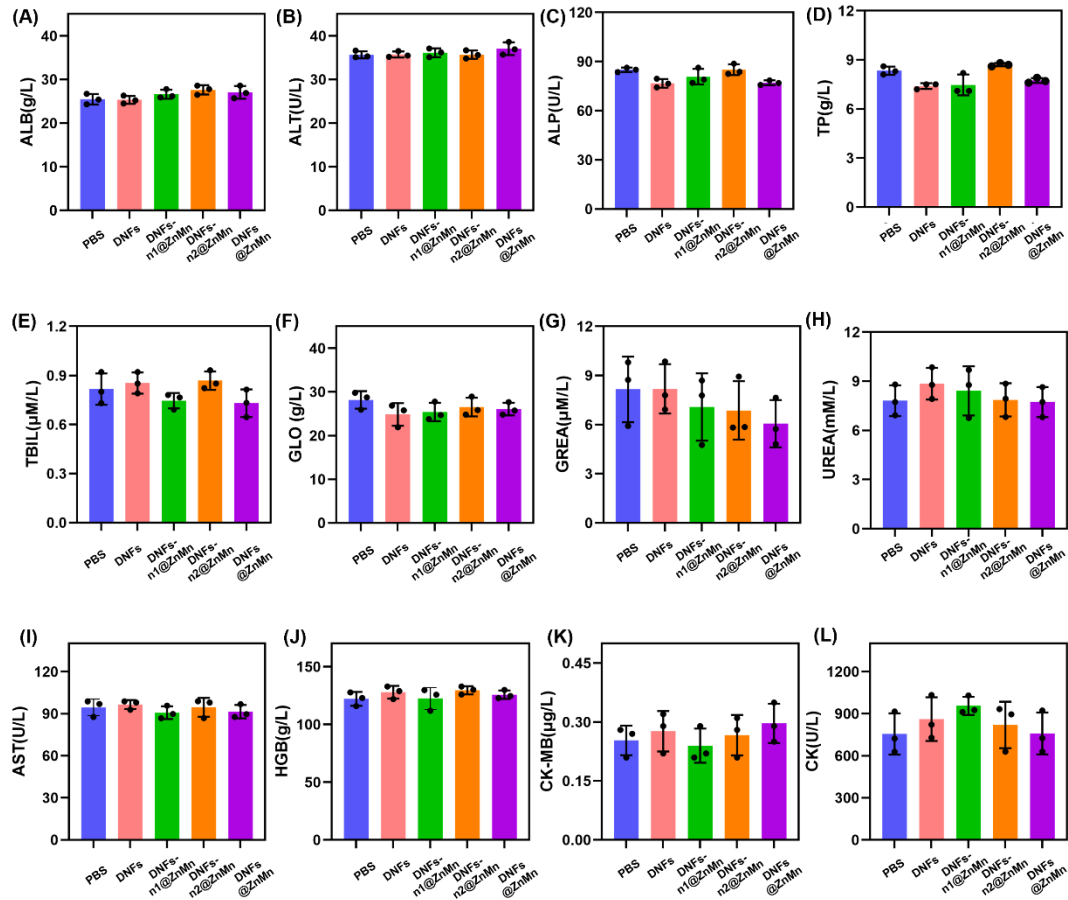 (A)
ALB(g/L)
40
30
20
10
0
PBS
DNFs
DNFs-
n1@ZnMn
DNFs-
n2@ZnMn
DNFs
@ZnMn
(B)
ALT(U/L)
40
30
20
10
0
PBS
DNFs
DNFs-
n1@ZnMn
DNFs-
n2@ZnMn
DNFs
@ZnMn
(C)
ALP(U/L)
120
90
60
30
0
PBS
DNFs
DNFs-
n1@ZnMn
DNFs-
n2@ZnMn
DNFs
@ZnMn
(D)
TP(g/L)
12
9
6
3
0
PBS
DNFs
DNFs-
n1@ZnMn
DNFs-
n2@ZnMn
DNFs
@ZnMn
(E)
TBIL(μM/L)
1.2
0.9
0.6
0.3
0.0
PBS
DNFs
DNFs-
n1@ZnMn
DNFs-
n2@ZnMn
DNFs
@ZnMn
(F)
GLO (g/L)
40
30
20
10
0
PBS
DNFs
DNFs-
n1@ZnMn
DNFs-
n2@ZnMn
DNFs
@ZnMn
(G)
GREA(μM/L)
12
9
6
3
0
PBS
DNFs
DNFs-
n1@ZnMn
DNFs-
n2@ZnMn
DNFs
@ZnMn
(H)
UREA(mM/L)
12
9
6
3
0
PBS
DNFs
DNFs-
n1@ZnMn
DNFs-
n2@ZnMn
DNFs
@ZnMn
(I)
AST(U/L)
120
90
60
30
0
PBS
DNFs
DNFs-
n1@ZnMn
DNFs-
n2@ZnMn
DNFs
@ZnMn
(J)
HGB(g/L)
150
100
50
0
PBS
DNFs
DNFs-
n1@ZnMn
DNFs-
n2@ZnMn
DNFs
@ZnMn
(K)
CK-MB(μg/L)
0.45
0.30
0.15
0.00
PBS
DNFs
DNFs-
n1@ZnMn
DNFs-
n2@ZnMn
DNFs
@ZnMn
(L)
CK(U/L)
1200
900
600
300
0
PBS
DNFs
DNFs-
n1@ZnMn
DNFs-
n2@ZnMn
DNFs
@ZnMn